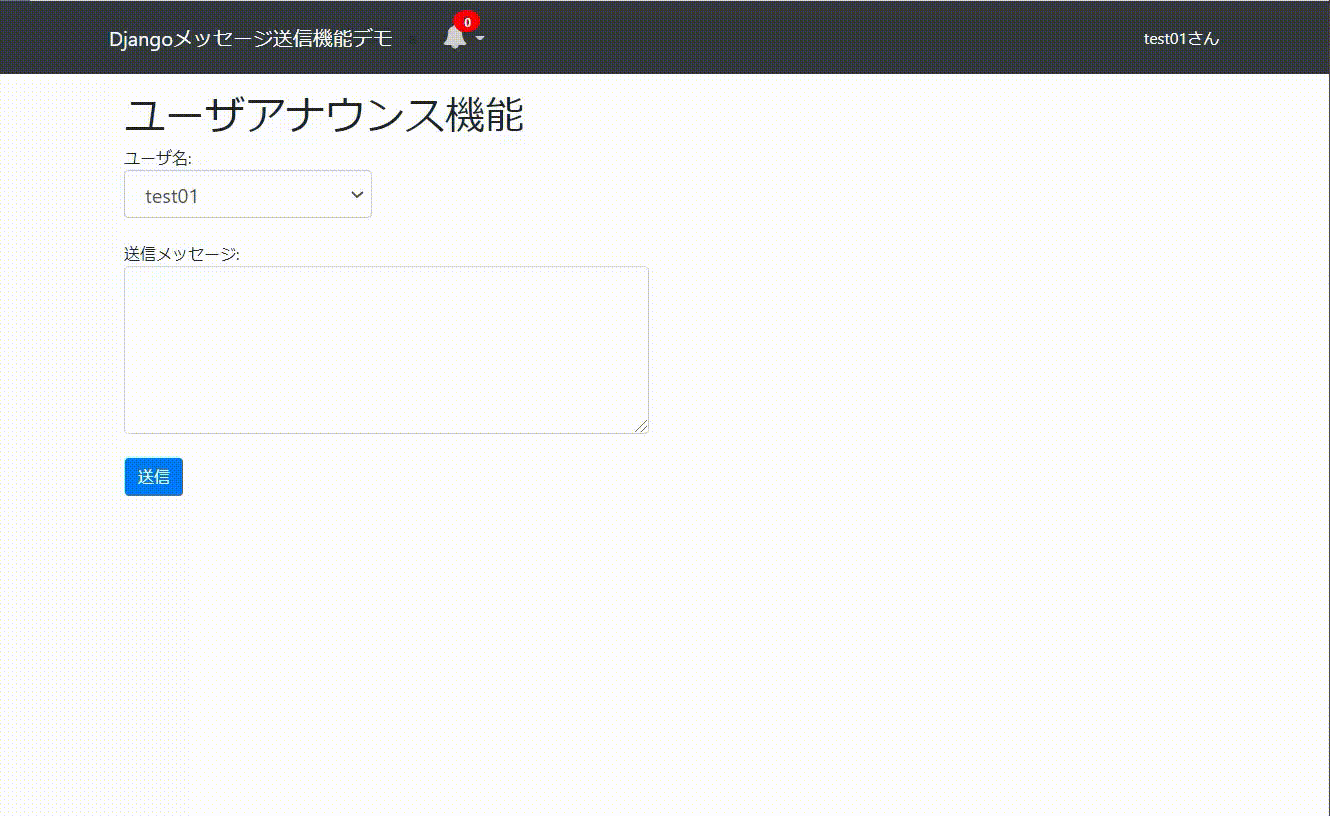 Djangoメッセージ送信機能デモ 0 test01さん
ユーザアナウンス機能
ユーザ名:
test01
送信メッセージ:
送信